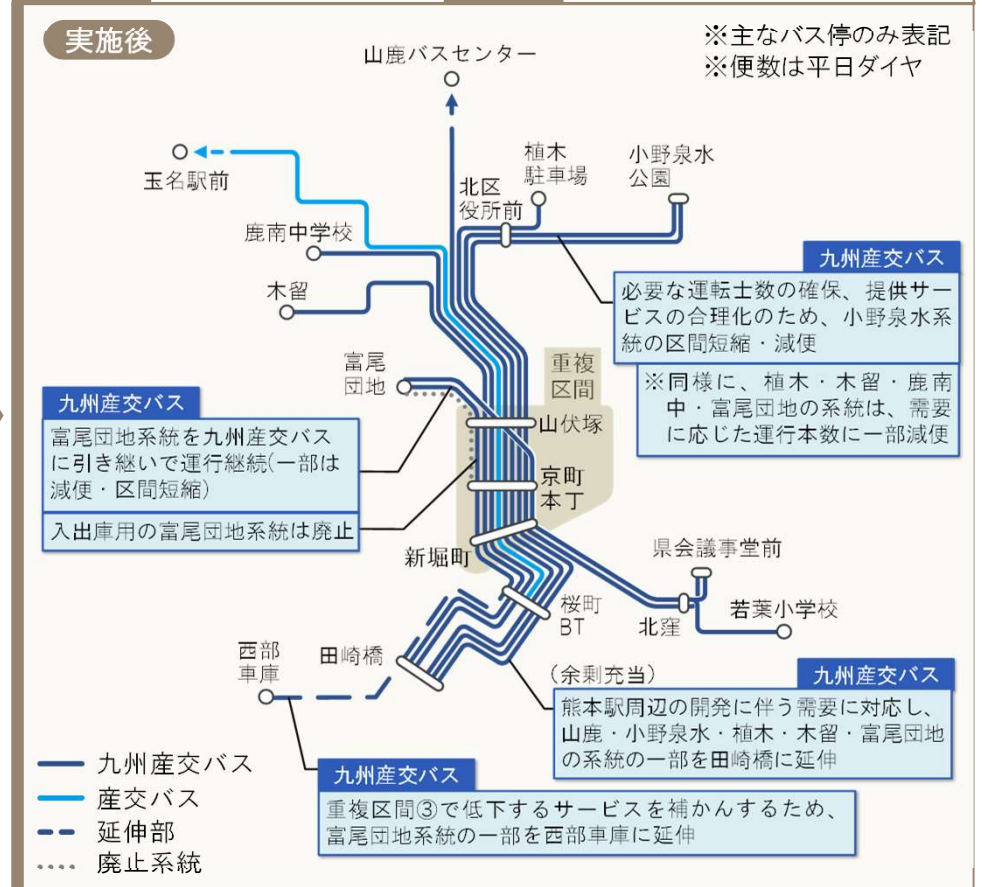 実施後
※主なバス停のみ表記
※便数は平日ダイヤ
山鹿バスセンター
玉名駅前
植木
駐車場
小野泉水
公園
北区
役所前
鹿南中学校
木留
九州産交バス
必要な運転士数の確保、提供サー
ビスの合理化のため、小野泉水系
統の区間短縮・減便
※同様に、植木・木留・鹿南
中・富尾団地の系統は、需要
に応じた運行本数に一部減便
富尾
団地
重複
区間
九州産交バス
富尾団地系統を九州産交バス
に引き継いで運行継続(一部は
減便・区間短縮)
入出庫用の富尾団地系統は廃止
山伏塚
京町
本丁
新堀町
県会議事堂前
桜町
BT
北窪
若葉小学校
西部
車庫
田崎橋
(余剰充当)
九州産交バス
熊本駅周辺の開発に伴う需要に対応し、
山鹿・小野泉水・植木・木留・富尾団地
の系統の一部を田崎橋に延伸
九州産交バス
重複区間③で低下するサービスを補かんするため、
富尾団地系統の一部を西部車庫に延伸
九州産交バス
産交バス
延伸部
廃止系統